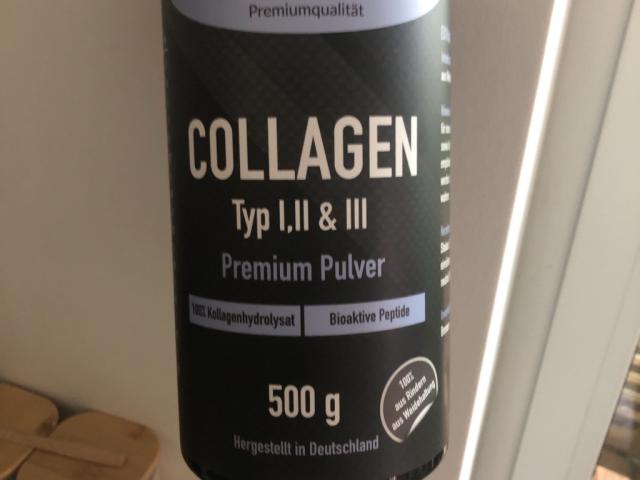 Premiumqualität
COLLAGEN
Typ I,II & III
Premium Pulver
100% Kollagenhydrolysat
Bioaktive Peptide
500 g
100%
aus Rindern
aus Weidehaltung
Hergestellt in Deutschland